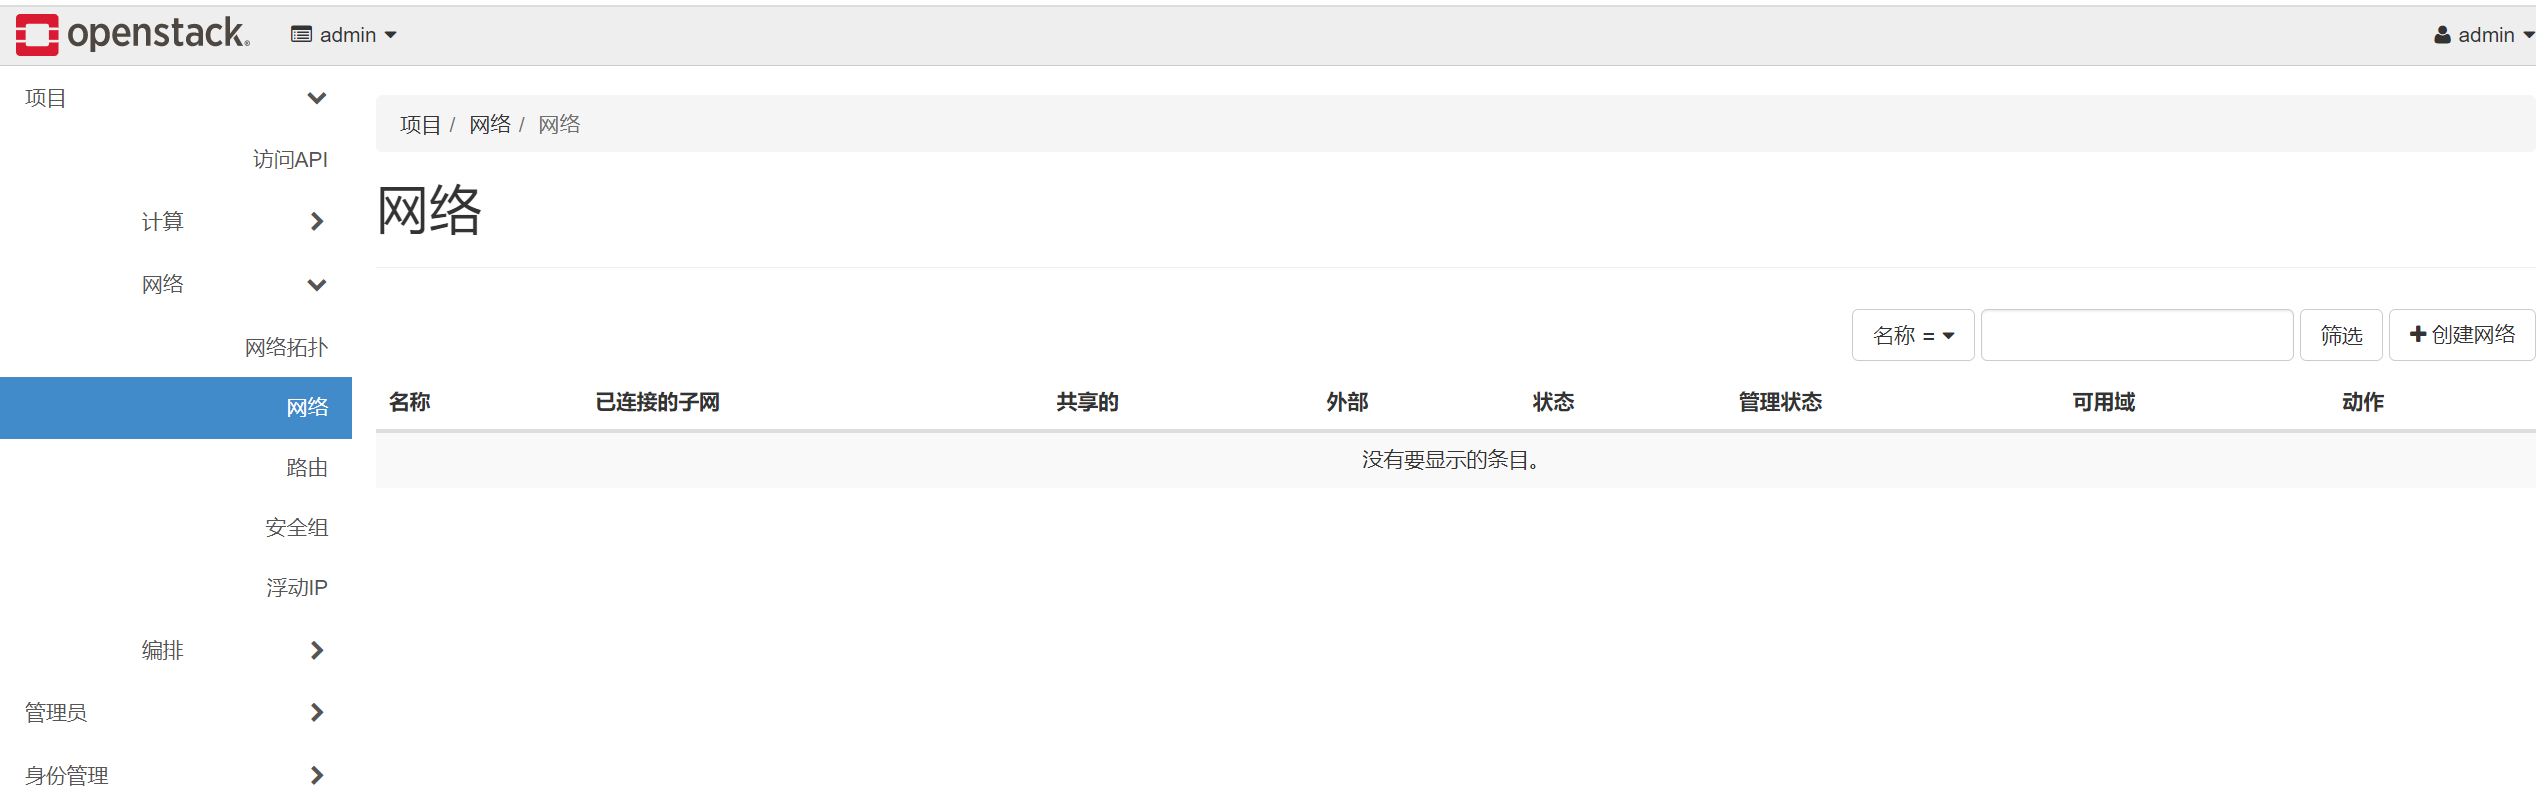 openstack. admin admin
项目
访问API
计算
网络
网络拓扑
网络
路由
安全组
浮动IP
编排
管理员
身份管理
项目 / 网络 / 网络
网络
名称 = 筛选 创建网络
名称 已连接的子网 共享的 外部 状态 管理状态 可用域 动作
没有要显示的条目。